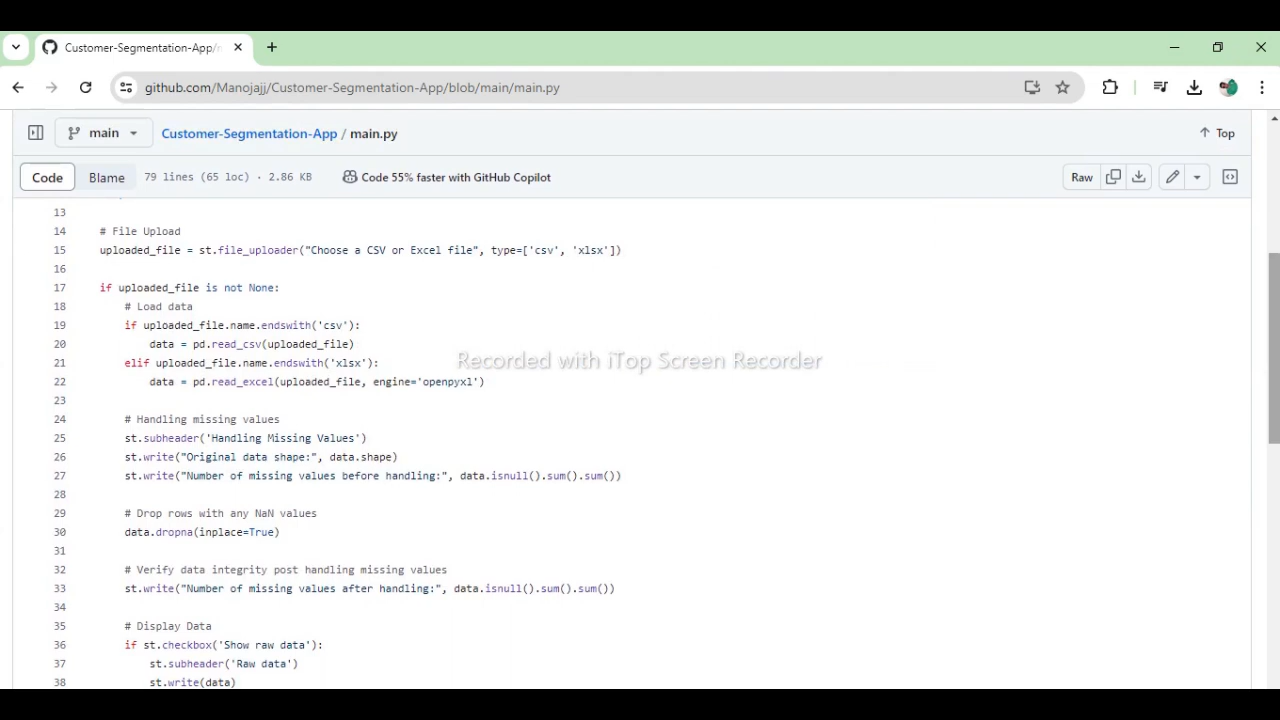 Customer-Segmentation-App/
github.com/Manojajj/Customer-Segmentation-App/blob/main/main.py
main
Customer-Segmentation-App / main.py
Top
Code
Blame
79 lines (65 loc) · 2.86 KB
Code 55% faster with GitHub Copilot
Raw
13
14 # File Upload
15 uploaded_file = st.file_uploader("Choose a CSV or Excel file", type=['csv', 'xlsx'])
16
17 if uploaded_file is not None:
18 # Load data
19 if uploaded_file.name.endswith('csv'):
20 data = pd.read_csv(uploaded_file)
21 elif uploaded_file.name.endswith('xlsx'):
Recorded with iTop Screen Recorder
22 data = pd.read_excel(uploaded_file, engine='openpyxl')
23
24 # Handling missing values
25 st.subheader('Handling Missing Values')
26 st.write("Original data shape:", data.shape)
27 st.write("Number of missing values before handling:", data.isnull().sum().sum())
28
29 # Drop rows with any NaN values
30 data.dropna(inplace=True)
31
32 # Verify data integrity post handling missing values
33 st.write("Number of missing values after handling:", data.isnull().sum().sum())
34
35 # Display Data
36 if st.checkbox('Show raw data'):
37 st.subheader('Raw data')
38 st.write(data)